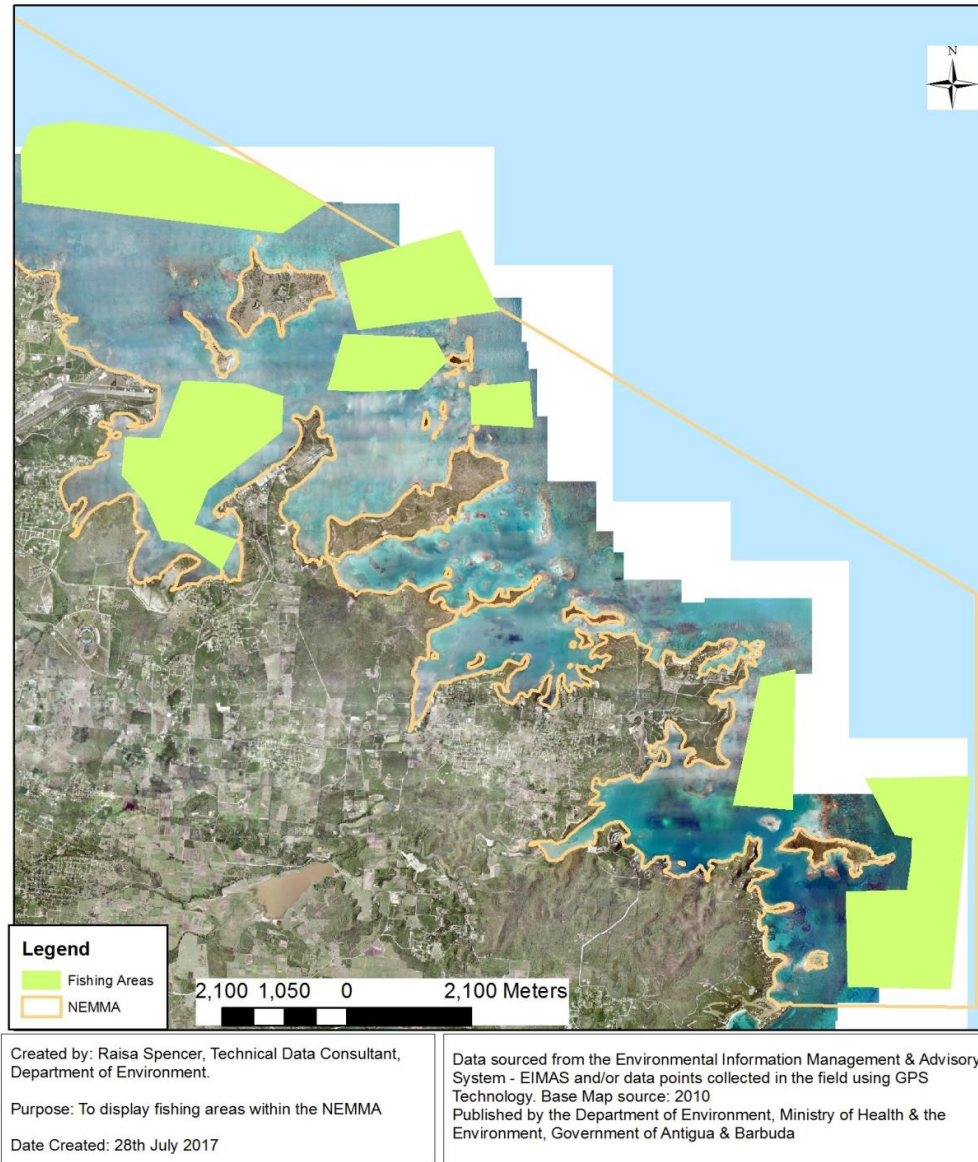 N
Legend
Fishing Areas
NEMMA
2,100 1,050 0 2,100 Meters
Created by: Raisa Spencer, Technical Data Consultant,
Department of Environment.
Purpose: To display fishing areas within the NEMMA
Date Created: 28th July 2017
Data sourced from the Environmental Information Management & Advisory
System - EIMAS and/or data points collected in the field using GPS
Technology. Base Map source: 2010
Published by the Department of Environment, Ministry of Health & the
Environment, Government of Antigua & Barbuda